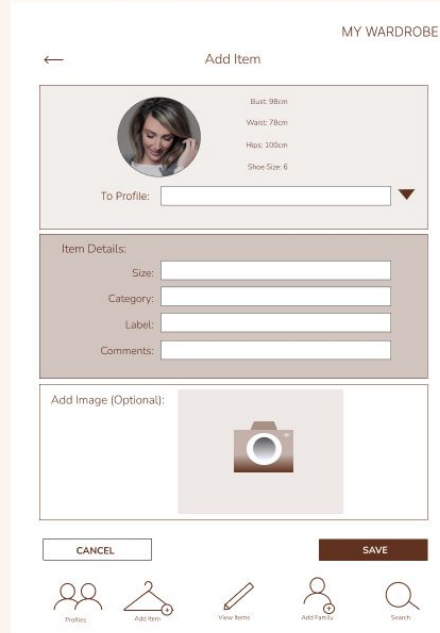 MY WARDROBE
Add Item
Bust: 98cm
Waist: 78cm
Hips: 100cm
Shoe Size: 6
To Profile:
Item Details:
Size:
Category:
Label:
Comments:
Add Image (Optional):
CANCEL
SAVE
Profiles
Add Item
View Items
Add Family
Search